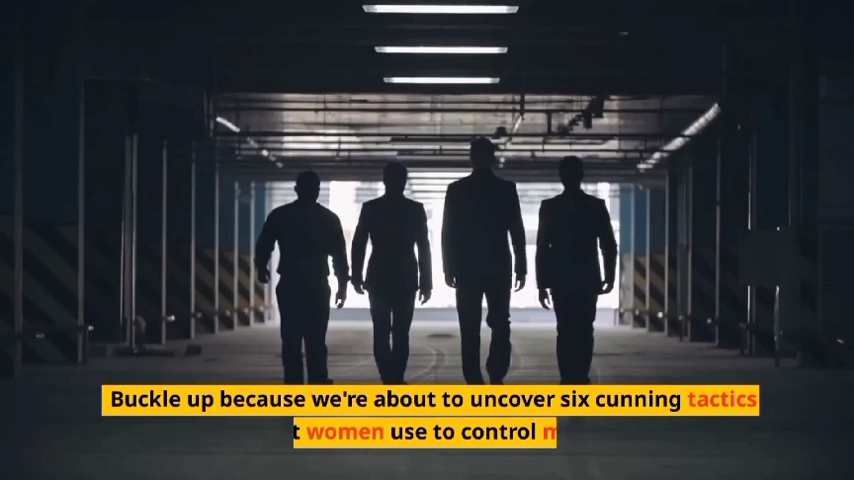 Buckle up because we're about to uncover six cunning tactics
women use to control